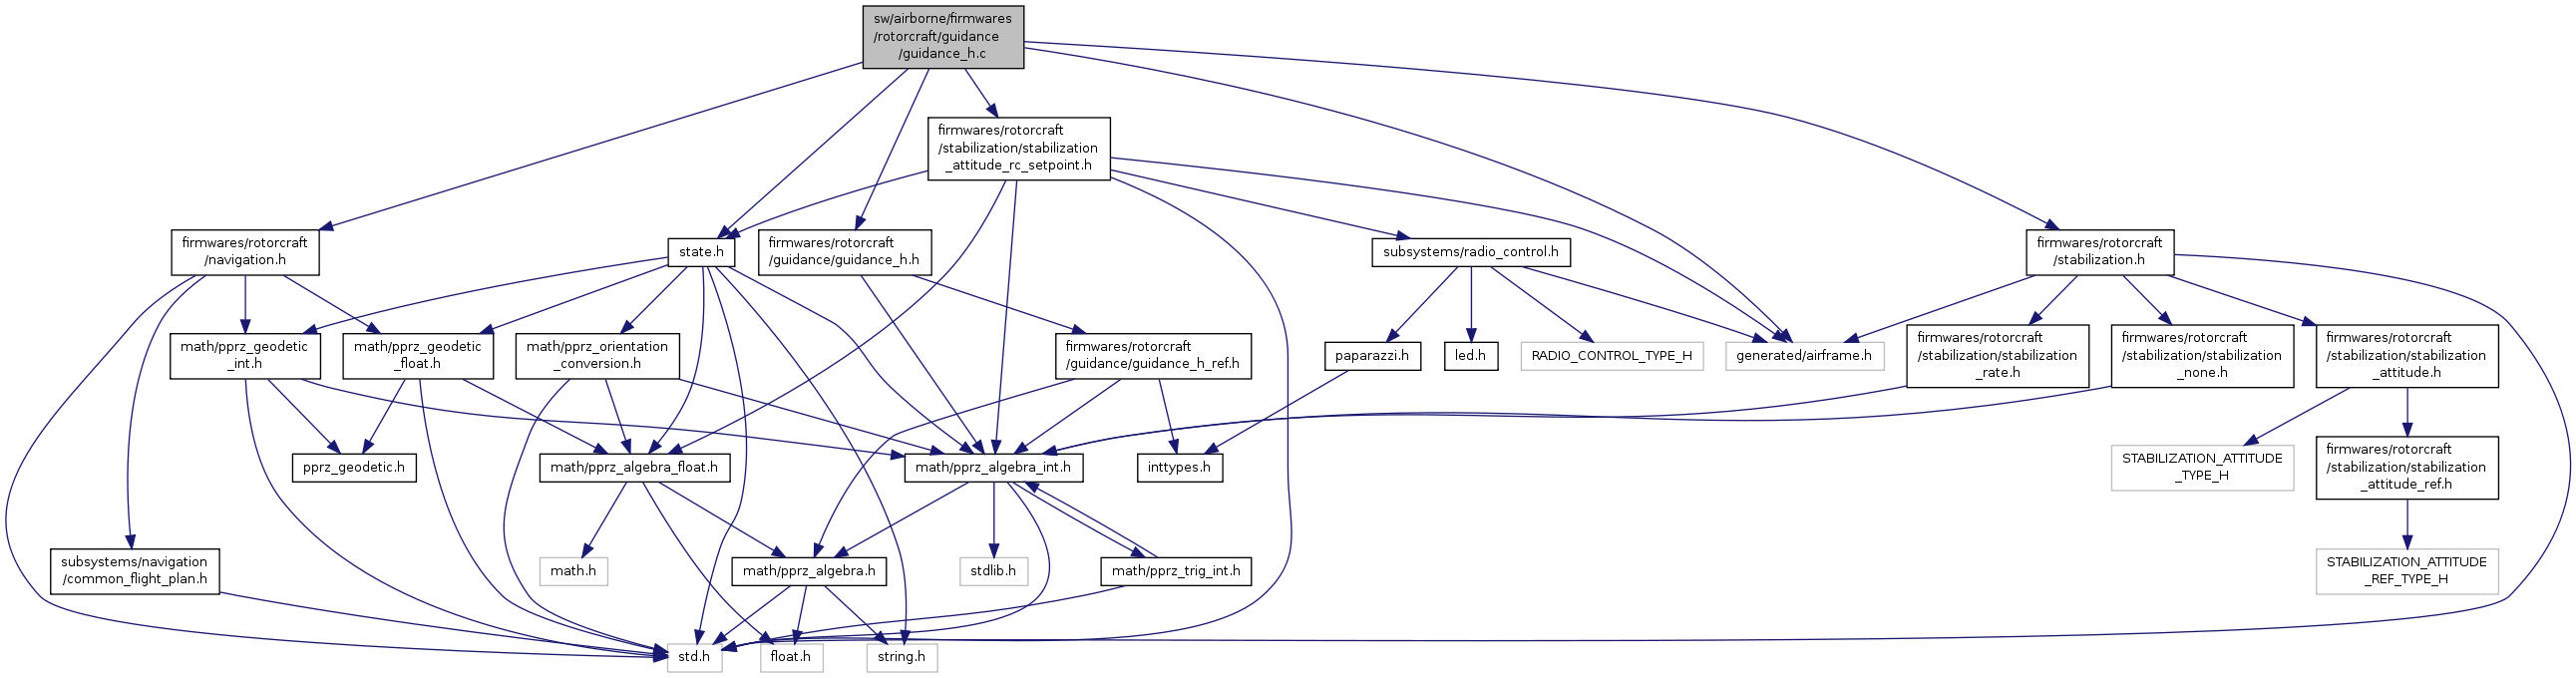 sw/airborne/firmwares
/rotorcraft/guidance
/guidance_h.c
firmwares/rotorcraft
/stabilization/stabilization
_attitude_rc_setpoint.h
firmwares/rotorcraft
/navigation.h
state.h
firmwares/rotorcraft
/guidance/guidance_h.h
subsystems/radio_control.h
firmwares/rotorcraft
/stabilization.h
math/pprz_geodetic
_int.h
math/pprz_geodetic
_float.h
math/pprz_orientation
_conversion.h
firmwares/rotorcraft
/guidance/guidance_h_ref.h
paparazzi.h
led.h
RADIO_CONTROL_TYPE_H
generated/airframe.h
firmwares/rotorcraft
/stabilization/stabilization
_rate.h
firmwares/rotorcraft
/stabilization/stabilization
_none.h
firmwares/rotorcraft
/stabilization/stabilization
_attitude.h
pprz_geodetic.h
math/pprz_algebra_float.h
math/pprz_algebra_int.h
inttypes.h
STABILIZATION_ATTITUDE
_TYPE_H
firmwares/rotorcraft
/stabilization/stabilization
_attitude_ref.h
subsystems/navigation
/common_flight_plan.h
math.h
math/pprz_algebra.h
stdlib.h
math/pprz_trig_int.h
STABILIZATION_ATTITUDE
_REF_TYPE_H
std.h
float.h
string.h